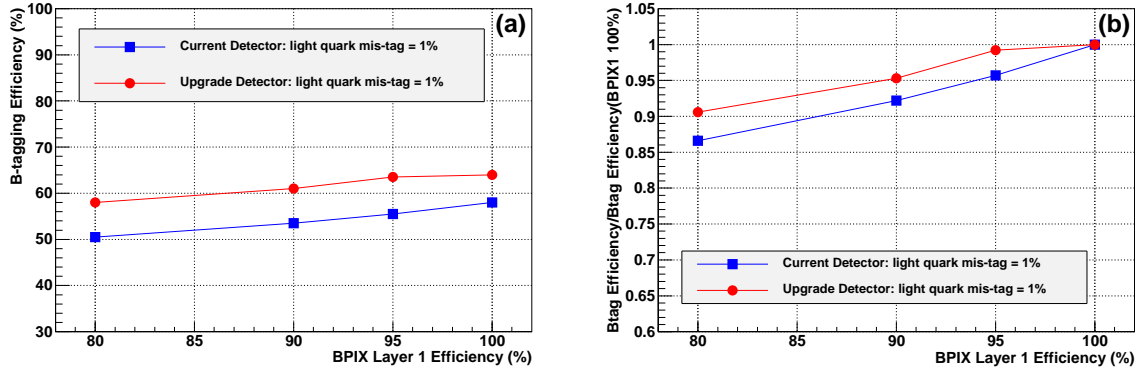 (a)
B-tagging Efficiency (%)
100
90
80
70
60
50
40
30
Current Detector: light quark mis-tag = 1%
Upgrade Detector: light quark mis-tag = 1%
80
85
90
95
100
BPIX Layer 1 Efficiency (%)
(b)
Btag Efficiency/Btag Efficiency(BPIX1 100%)
1.05
1
0.95
0.9
0.85
0.8
0.75
0.7
0.65
0.6
Current Detector: light quark mis-tag = 1%
Upgrade Detector: light quark mis-tag = 1%
80
85
90
95
100
BPIX Layer 1 Efficiency (%)